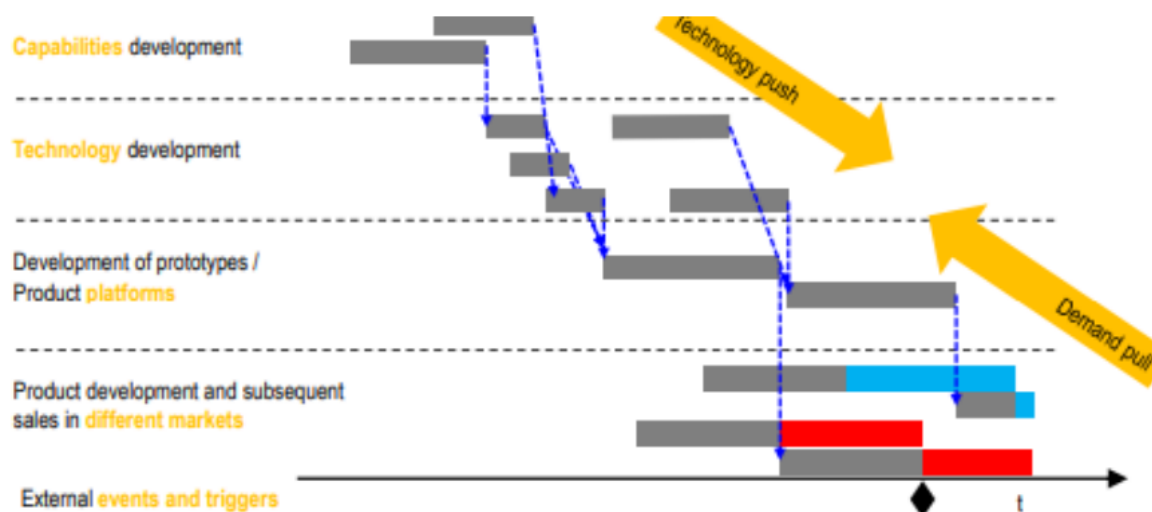 Capabilities development
Technology push
Technology development
Development of prototypes /
Product platforms
Demand pull
Product development and subsequent
sales in different markets
External events and triggers
t